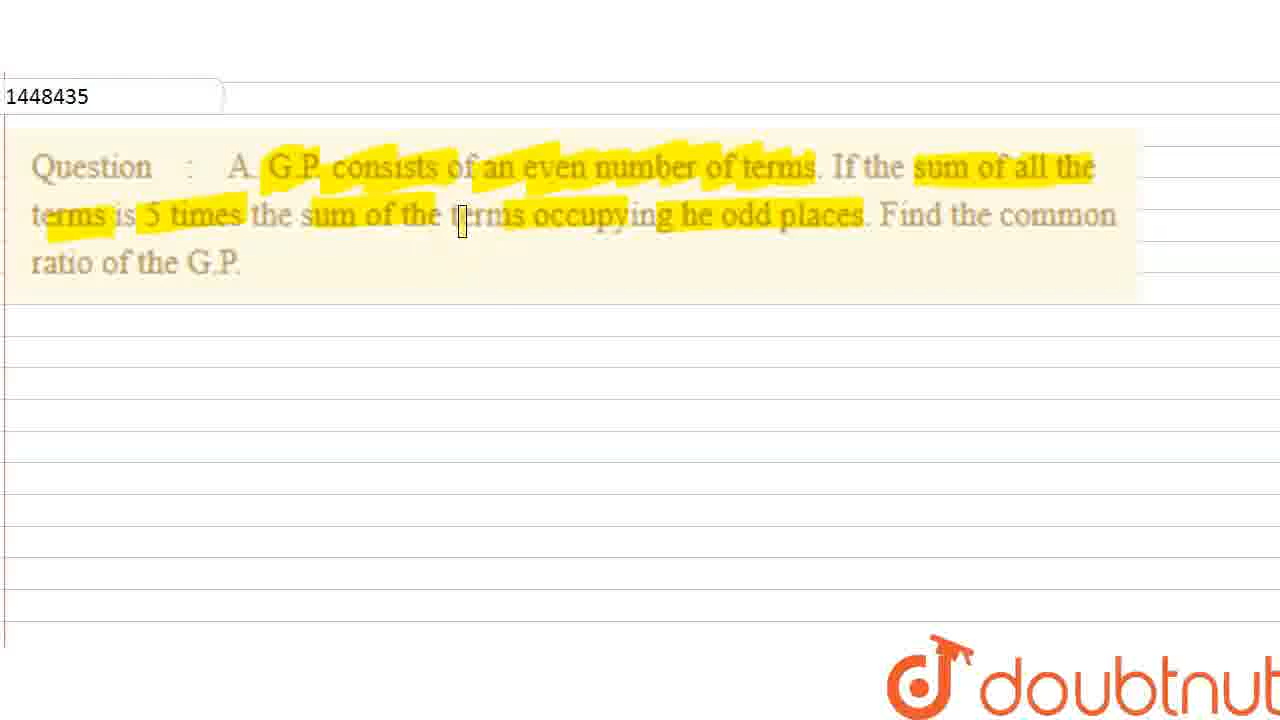 1448435
Question : A G.P. consists of an even number of terms. If the sum of all the
terms is 5 times the sum of the terms occupying he odd places. Find the common
ratio of the G.P.
doubtnut